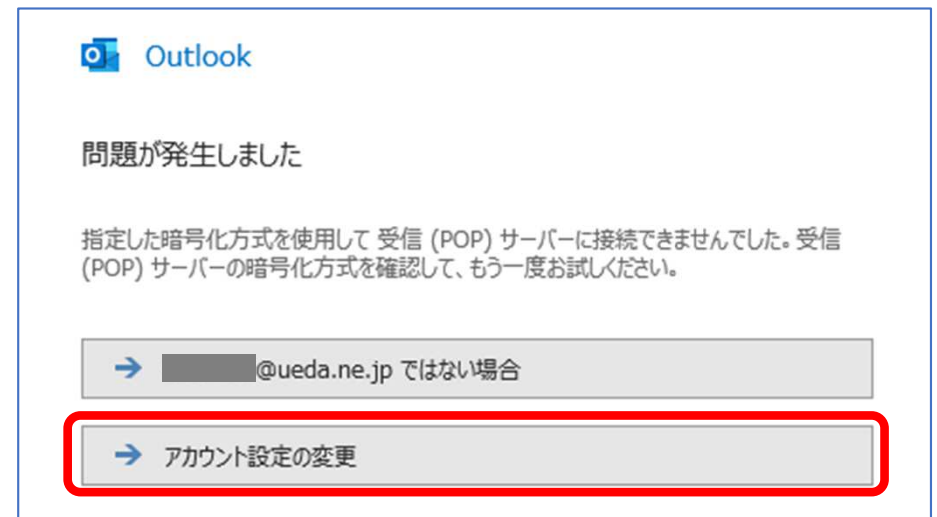 Outlook
問題が発生しました
指定した暗号化方式を使用して 受信 (POP) サーバーに接続できませんでした。受信
(POP) サーバーの暗号化方式を確認して、もう一度お試しください。
@ueda.ne.jp ではない場合
アカウント設定の変更